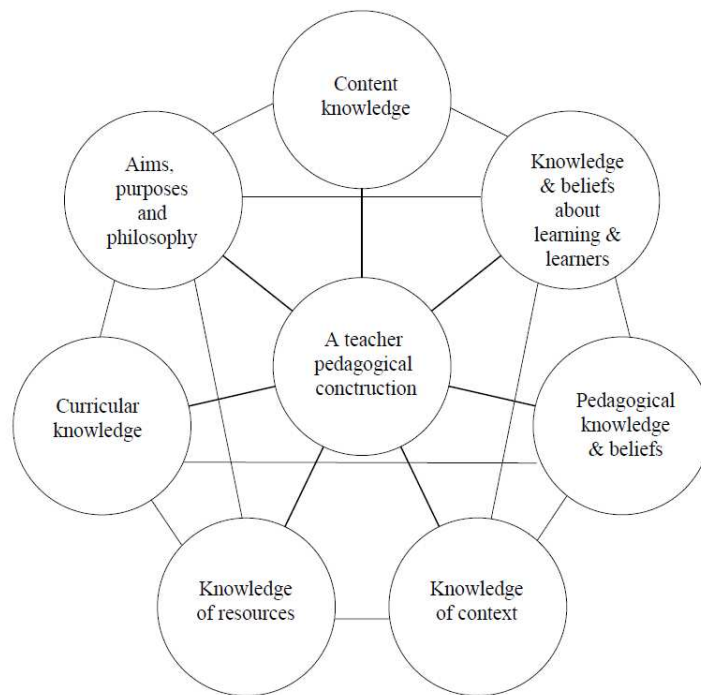 Content
knowledge
Aims,
purposes
and
philosophy
Knowledge
& beliefs
about
learning &
learners
A teacher
pedagogical
conctruction
Curricular
knowledge
Pedagogical
knowledge
& beliefs
Knowledge
of resources
Knowledge
of context